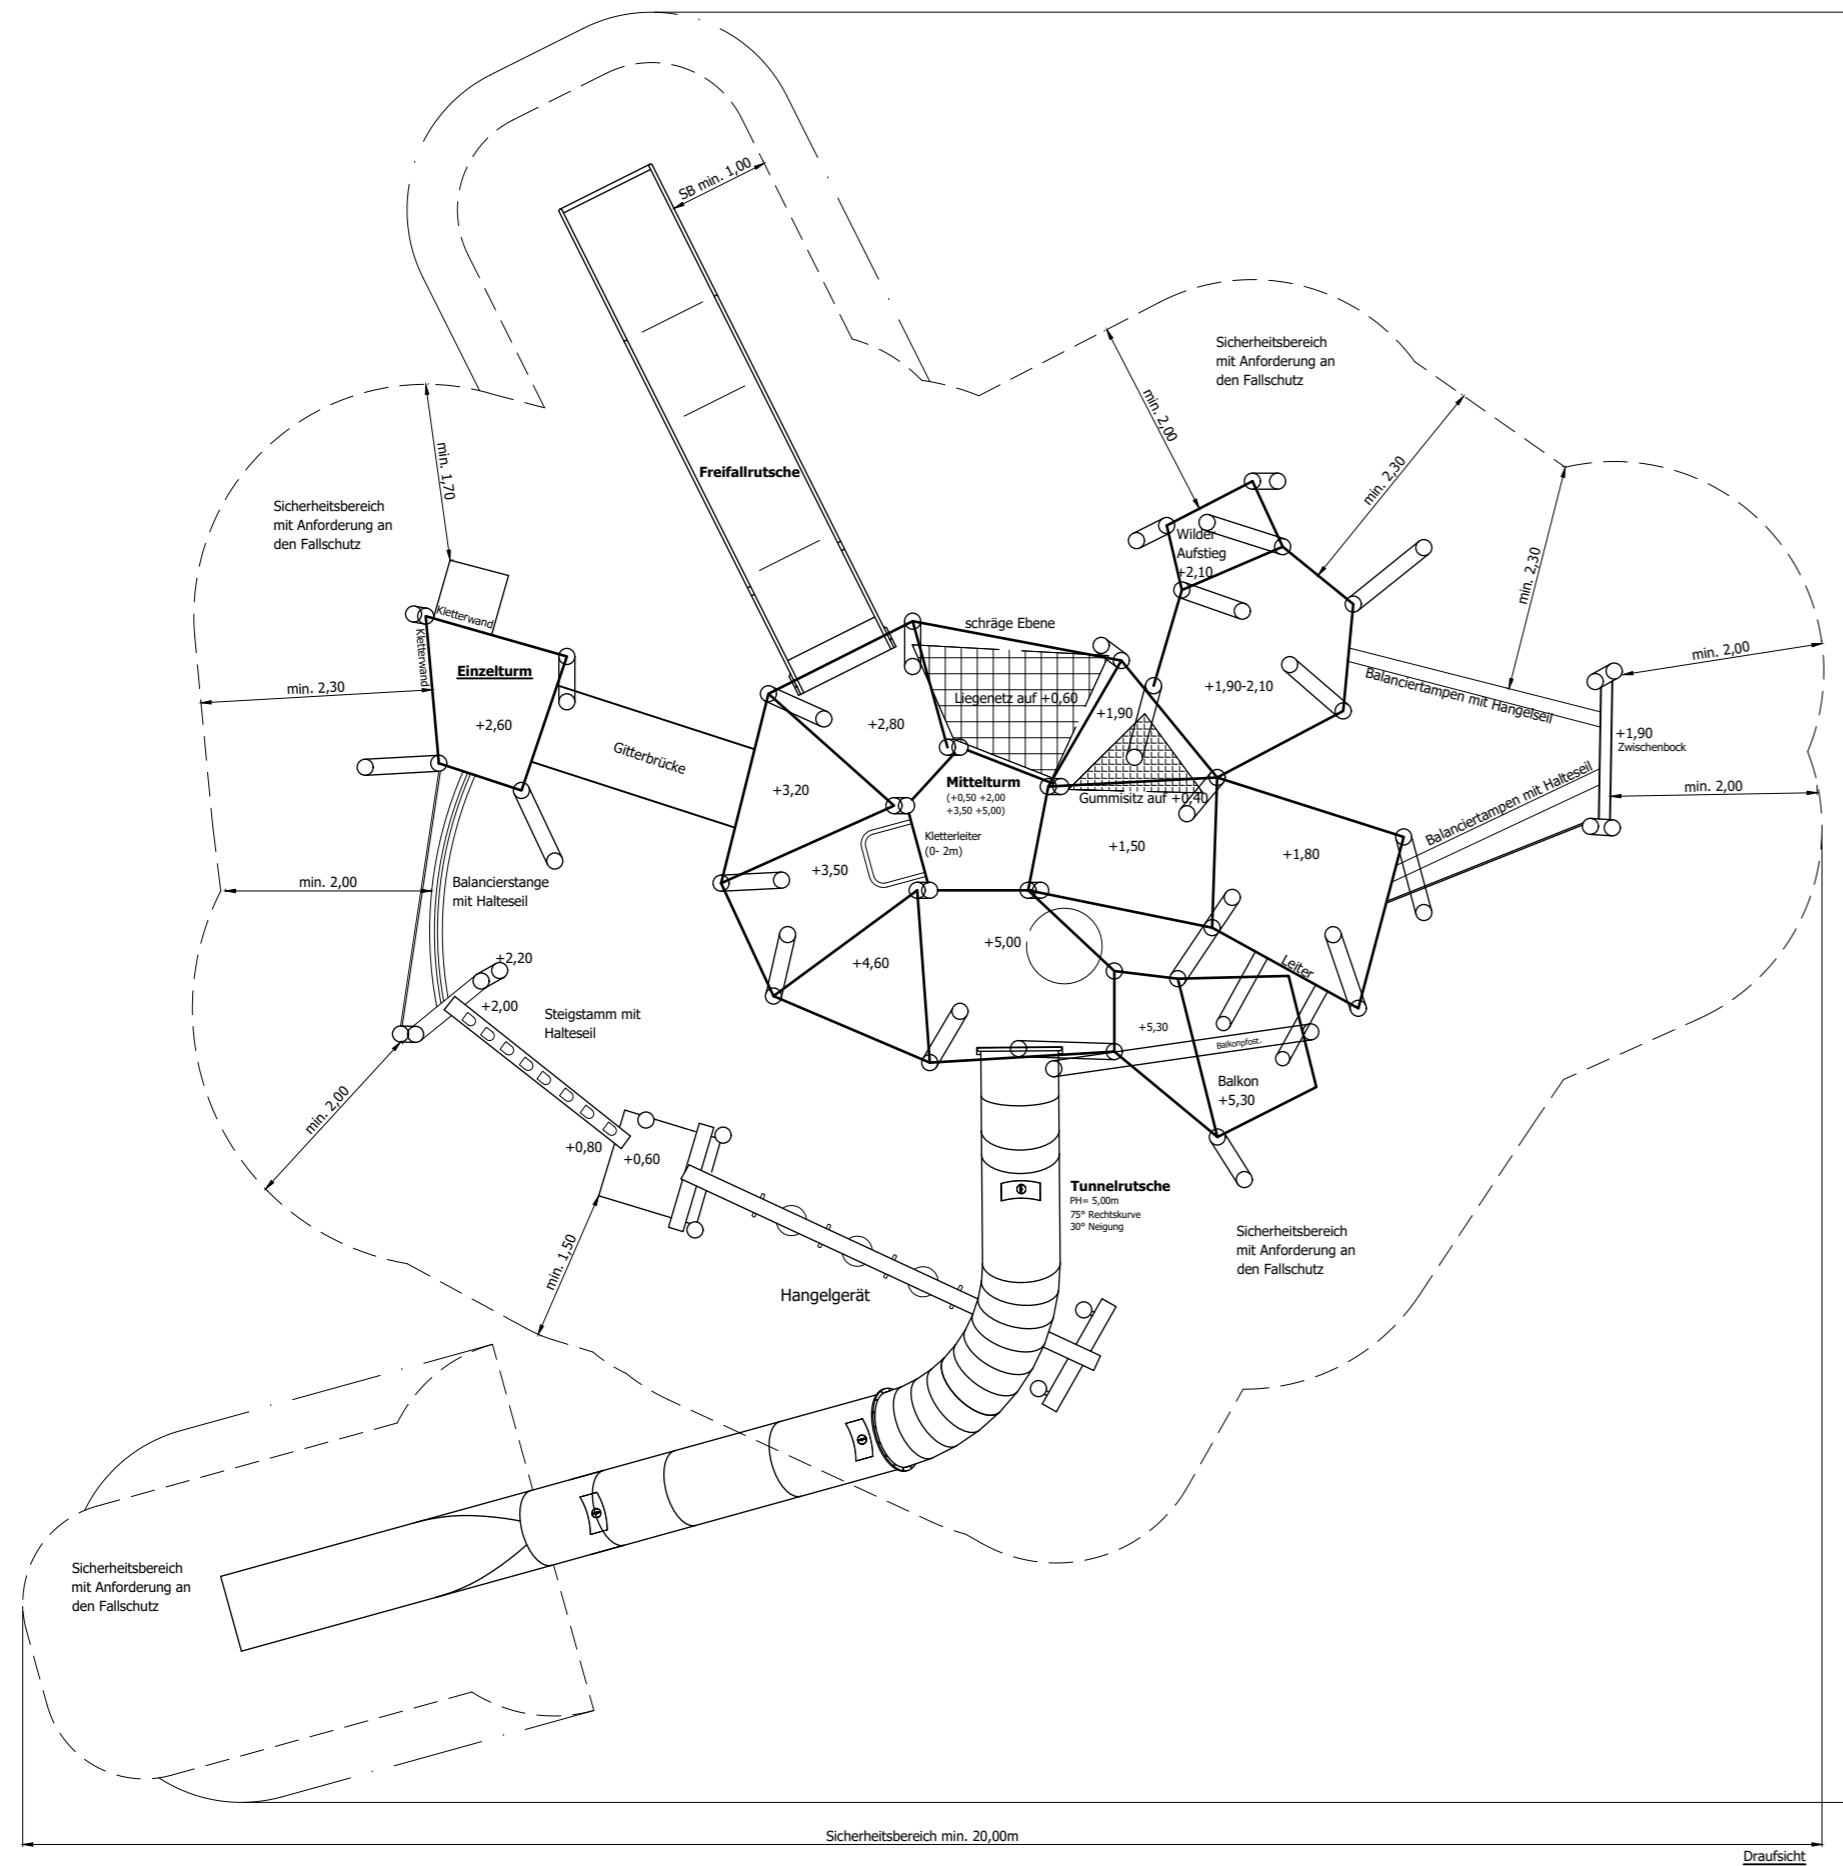 SB min. 1,00
Sicherheitsbereich
mit Anforderung an
den Fallschutz
min. 2,00
min. 1,70
Freifallrutsche
min. 2,30
Sicherheitsbereich
mit Anforderung an
den Fallschutz
Wilder
Aufstieg
+2,10
min. 2,30
Kletterwand
Kletterwand
schräge Ebene
Einzelturm
min. 2,30
+2,60
Liegenetz auf +0,60
+1,90
+1,90-2,10
min. 2,00
Balanciertampen mit Hangelseil
+2,80
+1,90
Zwischenbock
Gitterbrücke
Mittelturm
(+0,50 +2,00
+3,50 +5,00)
+3,20
Gummisitz auf +0,40
min. 2,00
Balanciertampen mit Halteseil
Kletterleiter
(0- 2m)
+1,50
+1,80
+3,50
min. 2,00
Balancierstange
mit Halteseil
+5,00
+4,60
Leiter
+2,20
+2,00
Steigstamm mit
Halteseil
+5,30
Balkonpfost.
Balkon
+5,30
min. 2,00
+0,80
+0,60
Tunnelrutsche
PH= 5,00m
75° Rechtskurve
30° Neigung
min. 1,50
Sicherheitsbereich
mit Anforderung an
den Fallschutz
Hangelgerät
Sicherheitsbereich
mit Anforderung an
den Fallschutz
Sicherheitsbereich min. 20,00m
Draufsicht